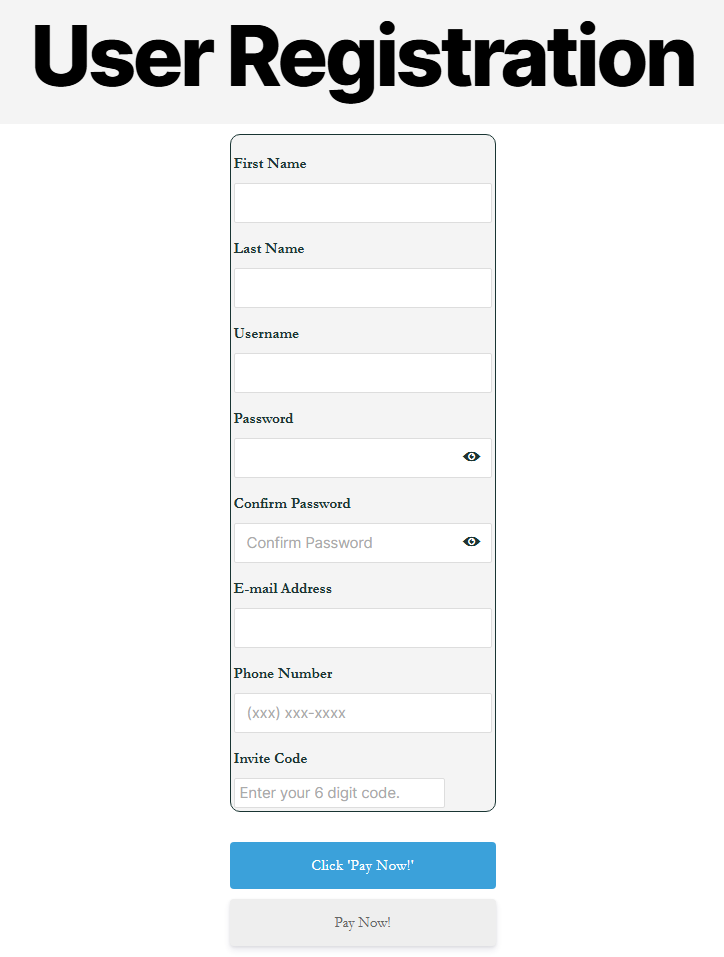 User Registration
First Name
Last Name
Username
Password
Confirm Password
Confirm Password
E-mail Address
Phone Number
(xxx) xxx-xxxx
Invite Code
Enter your 6 digit code.
Click 'Pay Now!'
Pay Now!